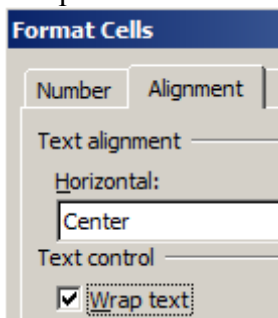 Format Cells
Number Alignment
Text alignment
Horizontal:
Center
Text control
Wrap text